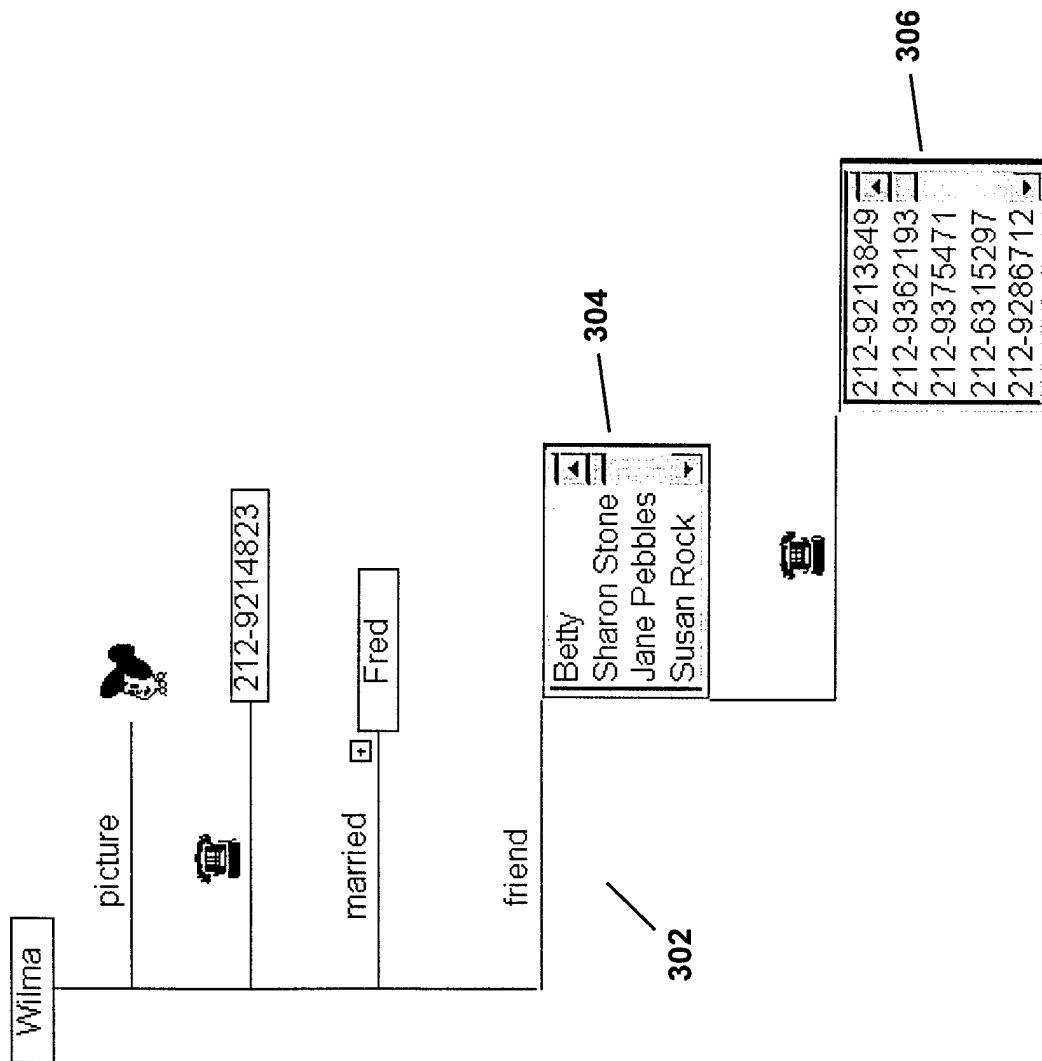 Wilma
picture
212-9214823
married
+
Fred
friend
302
Betty
Sharon Stone
Jane Pebbles
Susan Rock
304
212-9213849
212-9362193
212-9375471
212-6315297
212-9286712
306